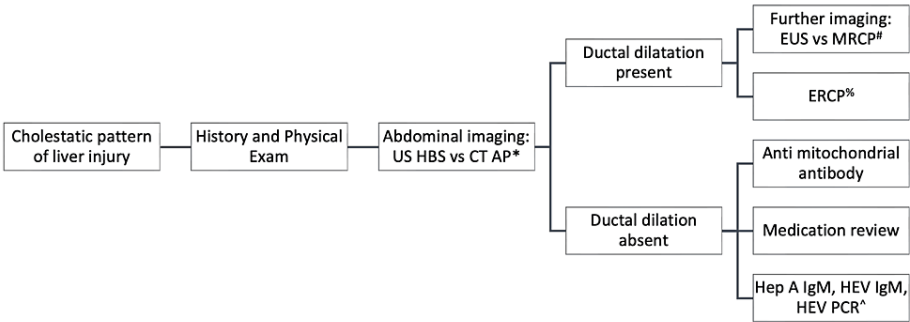 Cholestatic pattern
of liver injury
History and Physical
Exam
Abdominal imaging:
US HBS vs CT AP*
Ductal dilatation
present
Further imaging:
EUS vs MRCP#
ERCP%
Ductal dilation
absent
Anti mitochondrial
antibody
Medication review
Hep A IgM, HEV IgM,
HEV PCR^